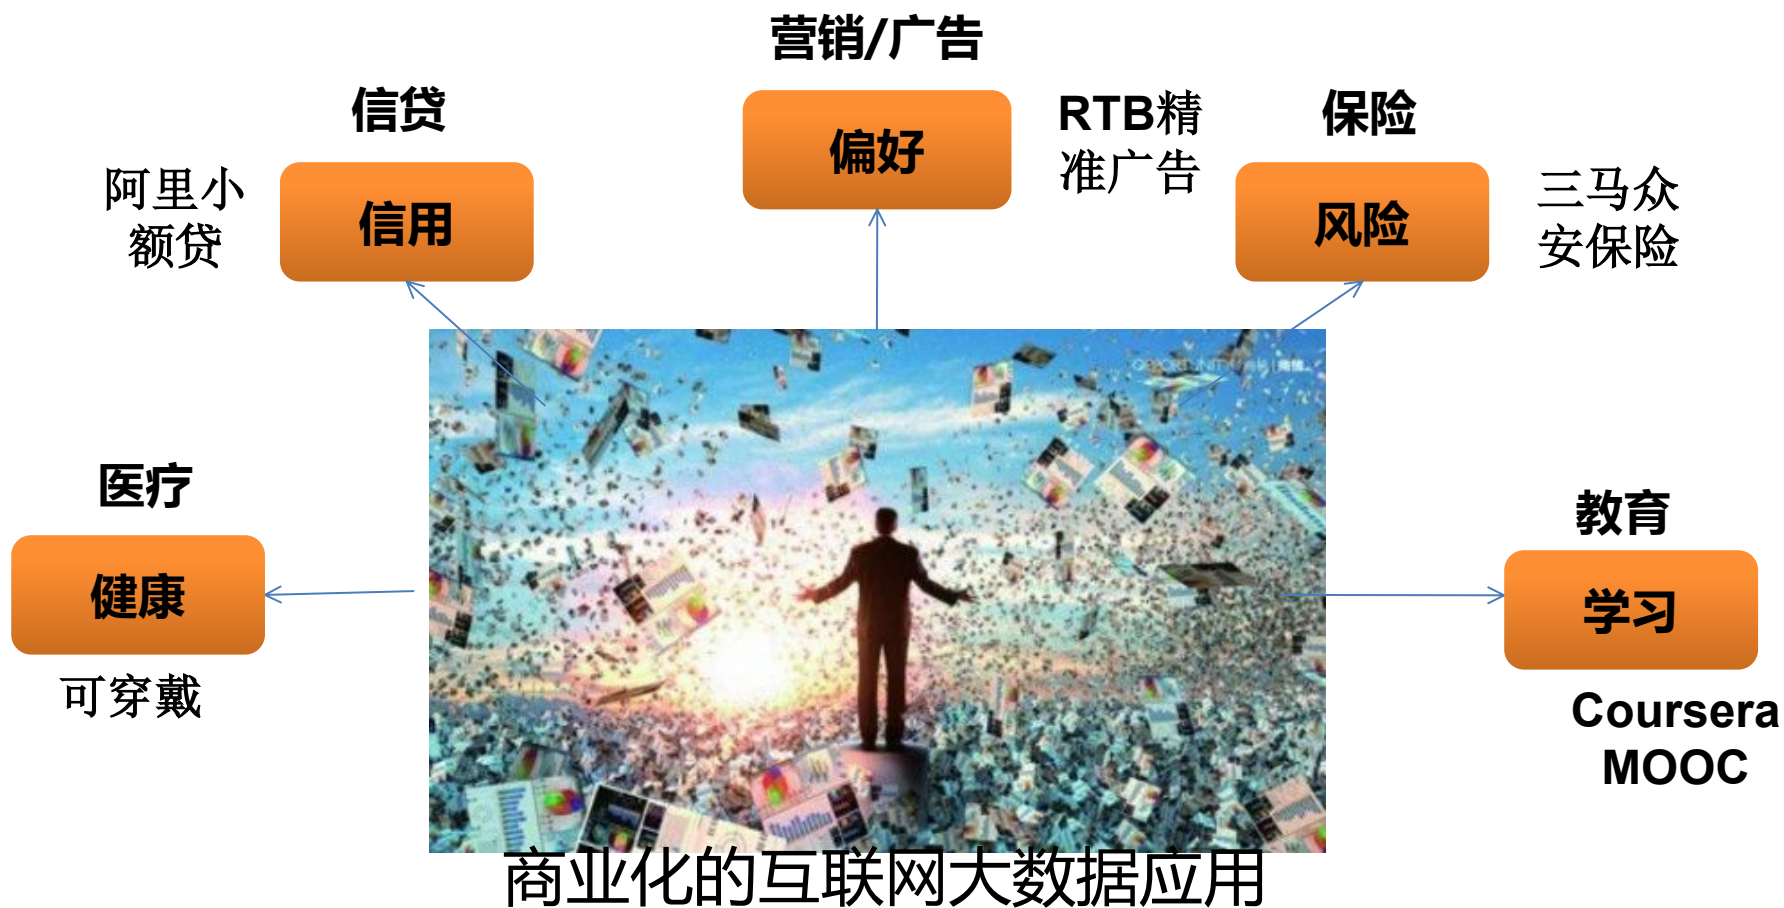 营销/广告
偏好
RTB精
准广告
信贷
信用
阿里小
额贷
保险
风险
三马众
安保险
医疗
健康
可穿戴
教育
学习
Coursera
MOOC
商业化的互联网大数据应用